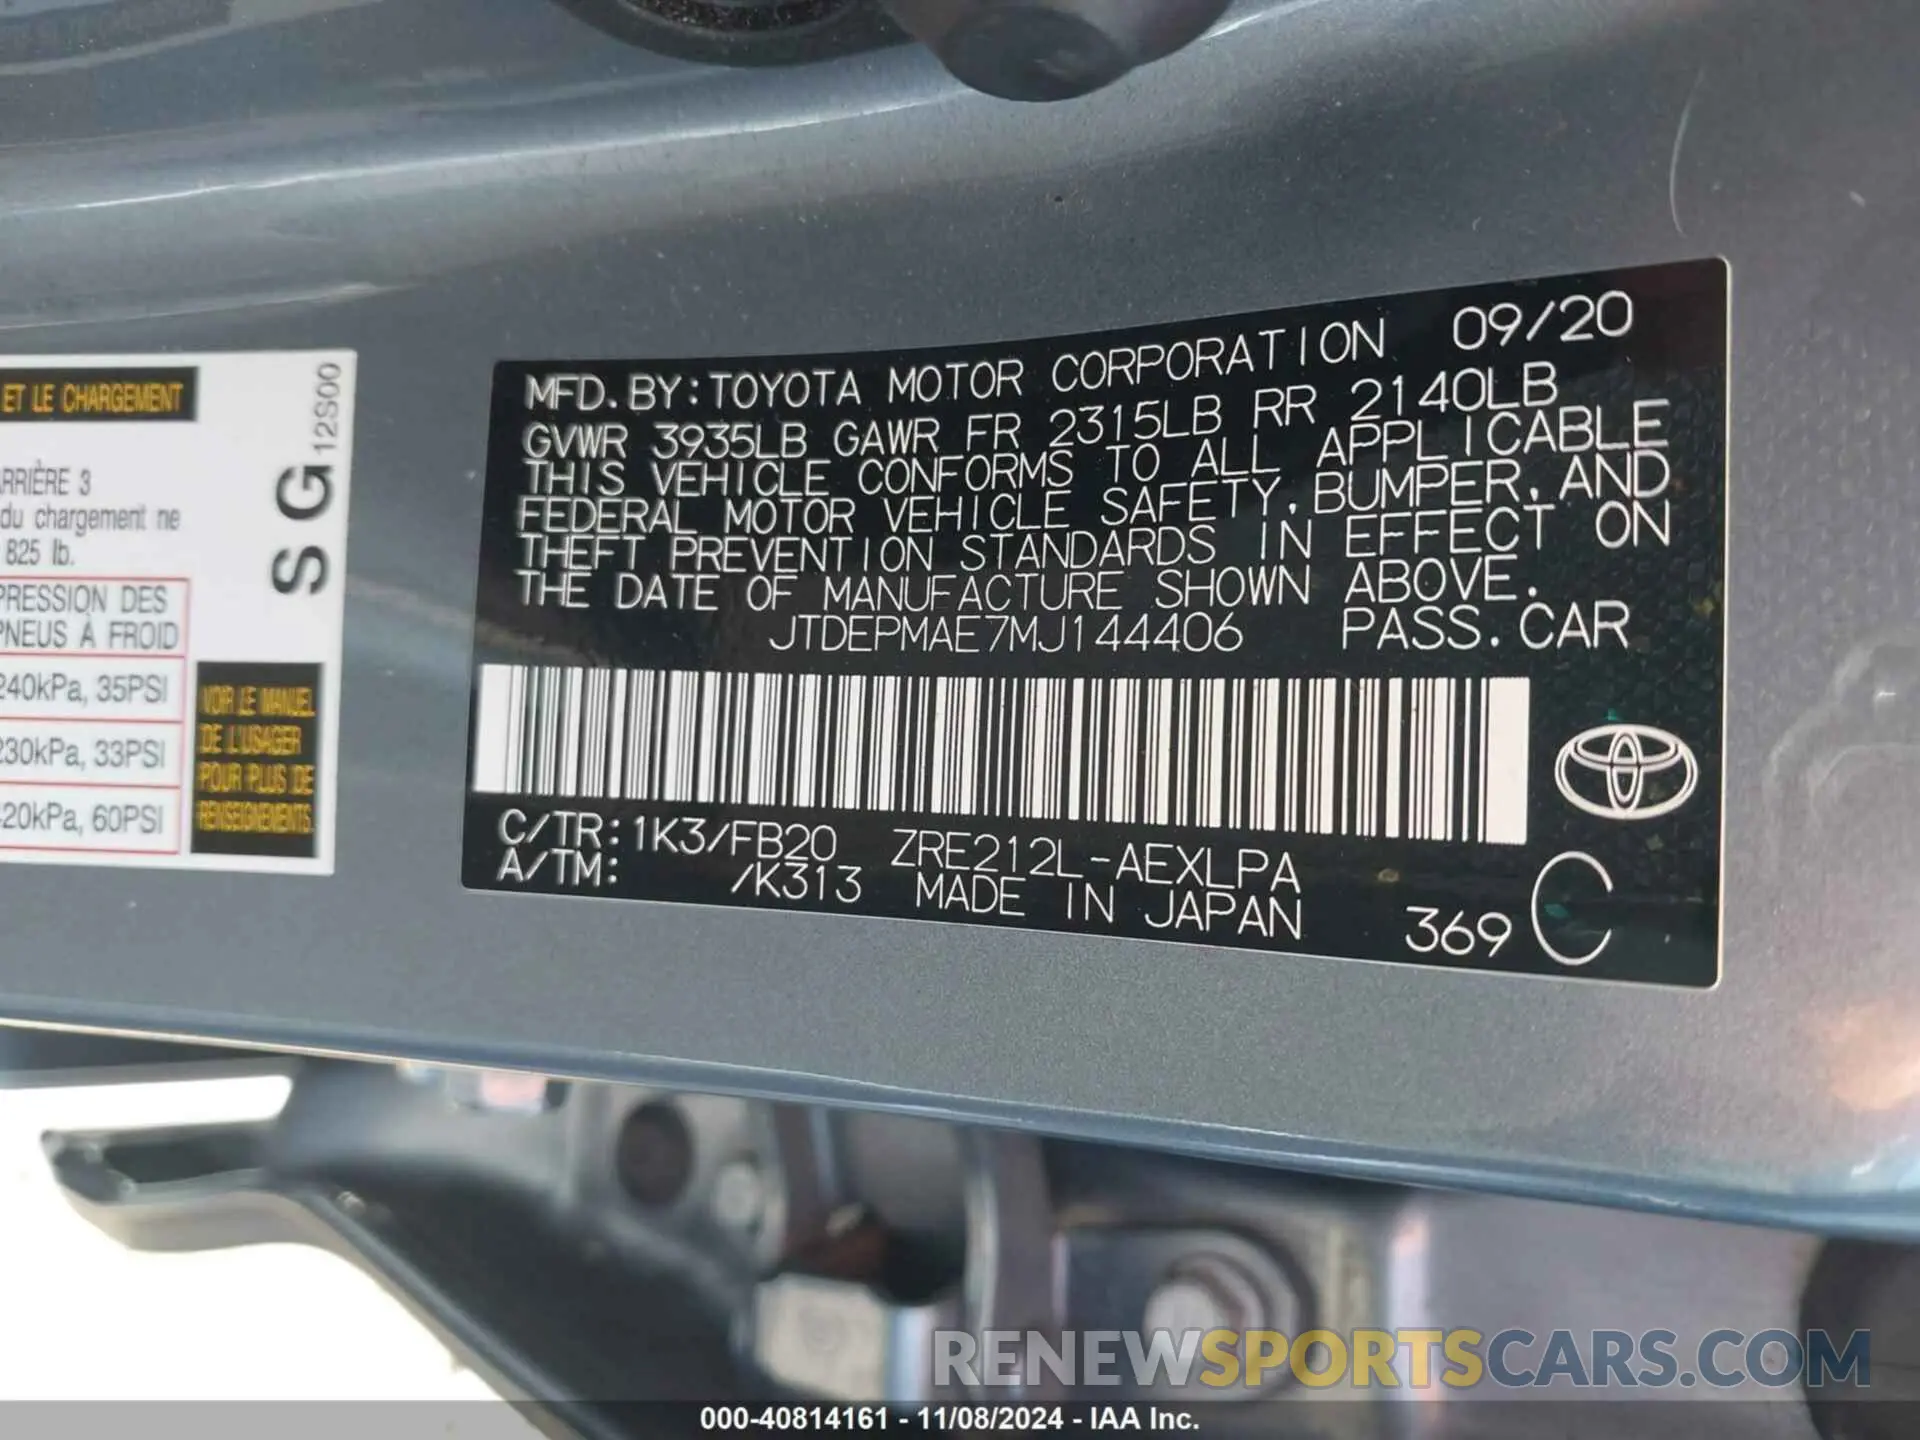 ET LE CHARGEMENT
ARRIÈRE 3
du chargement ne
825 lb.
PRESSION DES
PNEUS À FROID
240kPa, 35PSI
230kPa, 33PSI
420kPa, 60PSI
S G 12S00
VOIR LE MANUEL
DE L'USAGER
POUR PLUS DE
RENSEIGNEMENTS.
MFD. BY: TOYOTA MOTOR CORPORATION 09/20
GVWR 3935LB GAWR FR 2315LB RR 2140LB
THIS VEHICLE CONFORMS TO ALL APPLICABLE
FEDERAL MOTOR VEHICLE SAFETY, BUMPER, AND
THEFT PREVENTION STANDARDS IN EFFECT ON
THE DATE OF MANUFACTURE SHOWN ABOVE.
JTDEPMAE7MJ144406 PASS. CAR
C/TR: 1K3/FB20 ZRE212L-AEXLPA
A/TM: /K313 MADE IN JAPAN
369 C
RENEWSPORTSCARS.COM
000-40814161 - 11/08/2024 - IAA Inc.